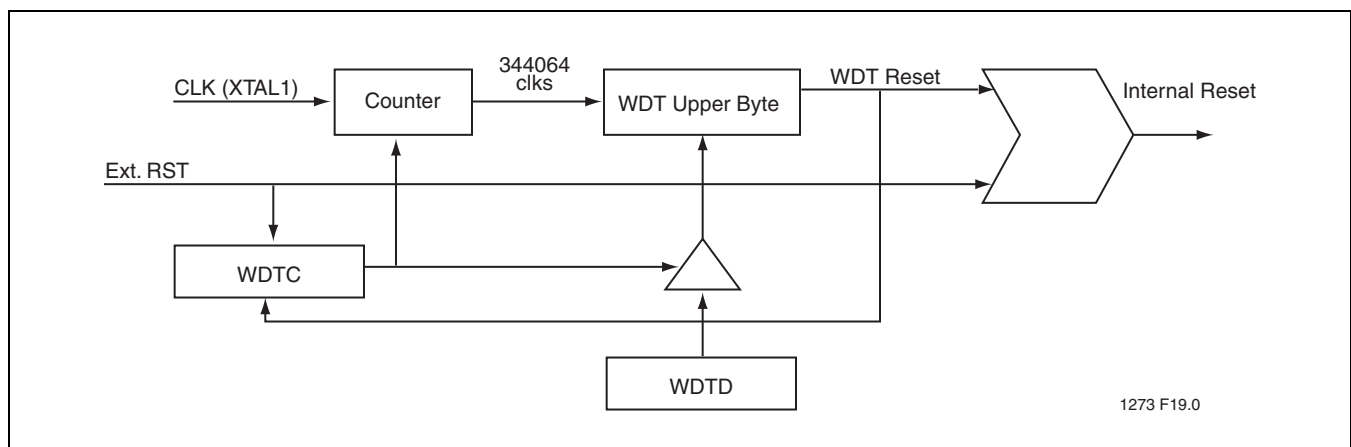 344064
clks
CLK (XTAL1)
Counter
WDT Upper Byte
WDT Reset
Internal Reset
Ext. RST
WDTC
WDTD
1273 F19.0